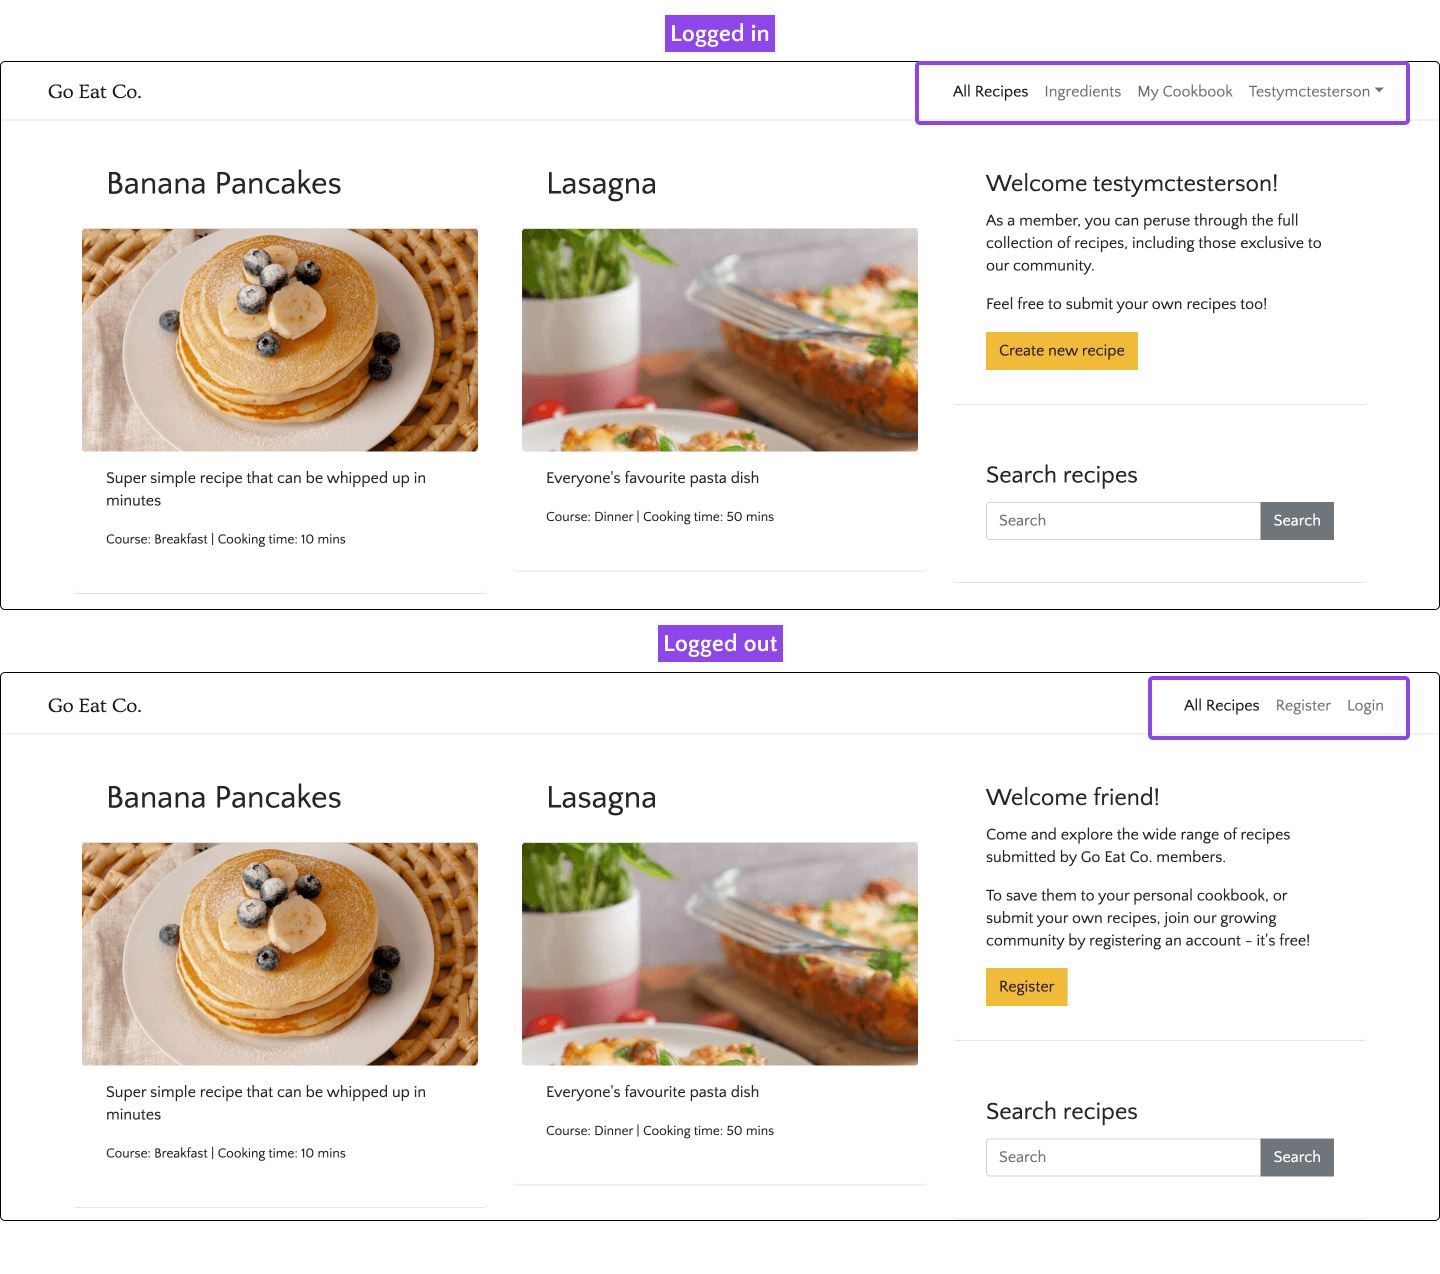 Logged in
Go Eat Co.
All Recipes Ingredients My Cookbook Testymctesterson
Banana Pancakes
Super simple recipe that can be whipped up in
minutes
Course: Breakfast | Cooking time: 10 mins
Lasagna
Everyone's favourite pasta dish
Course: Dinner | Cooking time: 50 mins
Welcome testymctesterson!
As a member, you can peruse through the full
collection of recipes, including those exclusive to
our community.
Feel free to submit your own recipes too!
Create new recipe
Search recipes
Search Search
Logged out
Go Eat Co.
All Recipes Register Login
Banana Pancakes
Super simple recipe that can be whipped up in
minutes
Course: Breakfast | Cooking time: 10 mins
Lasagna
Everyone's favourite pasta dish
Course: Dinner | Cooking time: 50 mins
Welcome friend!
Come and explore the wide range of recipes
submitted by Go Eat Co. members.
To save them to your personal cookbook, or
submit your own recipes, join our growing
community by registering an account - it's free!
Register
Search recipes
Search Search